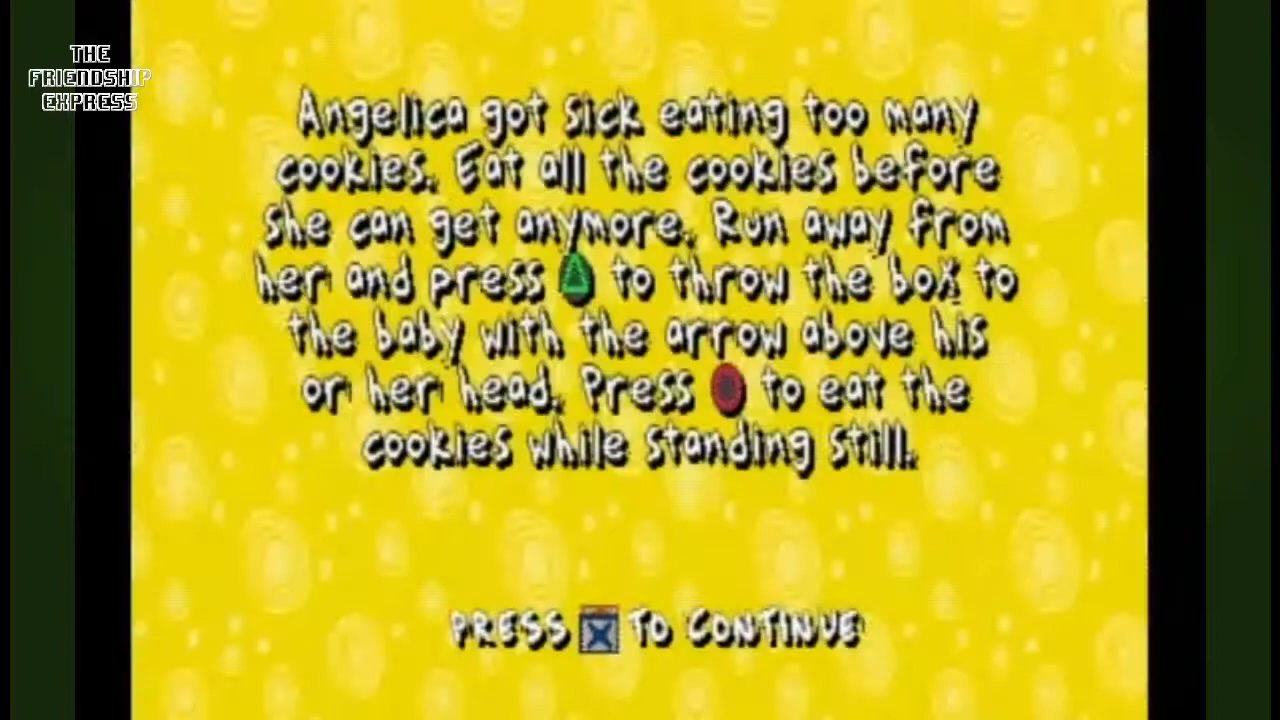 THE
FRIENDSHIP
EXPRESS
Angelica got sick eating too many
cookies. Eat all the cookies before
she can get anymore. Run away from
her and press to throw the box to
the baby with the arrow above his
or her head. Press to eat the
cookies while standing still.
PRESS TO CONTINUE